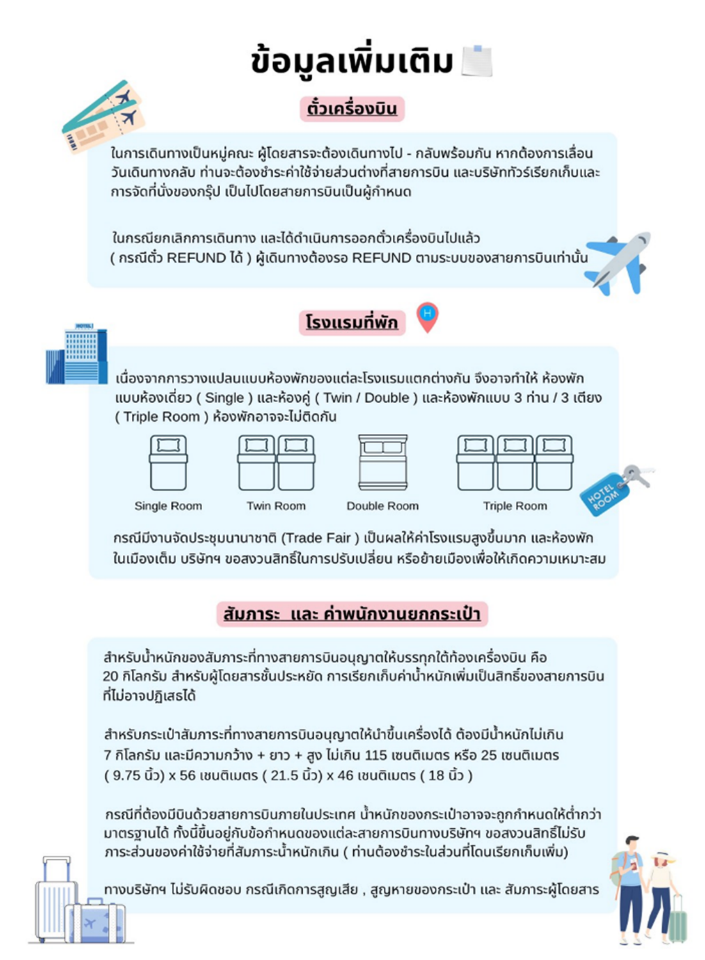 ข้อมูลเพิ่มเติม
ตั๋วเครื่องบิน
ในการเดินทางเป็นหมู่คณะ ผู้โดยสารจะต้องเดินทางไป - กลับพร้อมกัน หากต้องการเลื่อน
วันเดินทางกลับ ท่านจะต้องชำระค่าใช้จ่ายส่วนต่างที่สายการบิน และบริษัททัวร์เรียกเก็บและ
การจัดที่นั่งของกรุ๊ป เป็นไปโดยสายการบินเป็นผู้กำหนด
ในกรณียกเลิกการเดินทาง และได้ดำเนินการออกตั๋วเครื่องบินไปแล้ว
( กรณีตั๋ว REFUND ได้ ) ผู้เดินทางต้องรอ REFUND ตามระบบของสายการบินเท่านั้น
โรงแรมที่พัก
H
HOTEL
เนื่องจากการวางแปลนแบบห้องพักของแต่ละโรงแรมแตกต่างกัน จึงอาจทำให้ ห้องพัก
แบบห้องเดี่ยว ( Single ) และห้องคู่ ( Twin / Double ) และห้องพักแบบ 3 ท่าน / 3 เตียง
( Triple Room ) ห้องพักอาจจะไม่ติดกัน
Single Room Twin Room Double Room Triple Room
HOTEL
ROOM
กรณีมีงานจัดประชุมนานาชาติ (Trade Fair ) เป็นผลให้ค่าโรงแรมสูงขึ้นมาก และห้องพัก
ในเมืองเต็ม บริษัทฯ ขอสงวนสิทธิ์ในการปรับเปลี่ยน หรือย้ายเมืองเพื่อให้เกิดความเหมาะสม
สัมภาระ และ ค่าพนักงานยกกระเป๋า
สำหรับน้ำหนักของสัมภาระที่ทางสายการบินอนุญาตให้บรรทุกใต้ท้องเครื่องบิน คือ
20 กิโลกรัม สำหรับผู้โดยสารชั้นประหยัด การเรียกเก็บค่าน้ำหนักเพิ่มเป็นสิทธิ์ของสายการบิน
ที่ไม่อาจปฏิเสธได้
สำหรับกระเป๋าสัมภาระที่ทางสายการบินอนุญาตให้นำขึ้นเครื่องได้ ต้องมีน้ำหนักไม่เกิน
7 กิโลกรัม และมีความกว้าง + ยาว + สูง ไม่เกิน 115 เซนติเมตร หรือ 25 เซนติเมตร
( 9.75 นิ้ว) x 56 เซนติเมตร ( 21.5 นิ้ว) x 46 เซนติเมตร ( 18 นิ้ว )
กรณีที่ต้องมีบินด้วยสายการบินภายในประเทศ น้ำหนักของกระเป๋าอาจจะถูกกำหนดให้ต่ำกว่า
มาตรฐานได้ ทั้งนี้ขึ้นอยู่กับข้อกำหนดของแต่ละสายการบินทางบริษัทฯ ขอสงวนสิทธิ์ไม่รับ
ภาระส่วนของค่าใช้จ่ายที่สัมภาระน้ำหนักเกิน ( ท่านต้องชำระในส่วนที่โดนเรียกเก็บเพิ่ม)
ทางบริษัทฯ ไม่รับผิดชอบ กรณีเกิดการสูญเสีย , สูญหายของกระเป๋า และ สัมภาระผู้โดยสาร